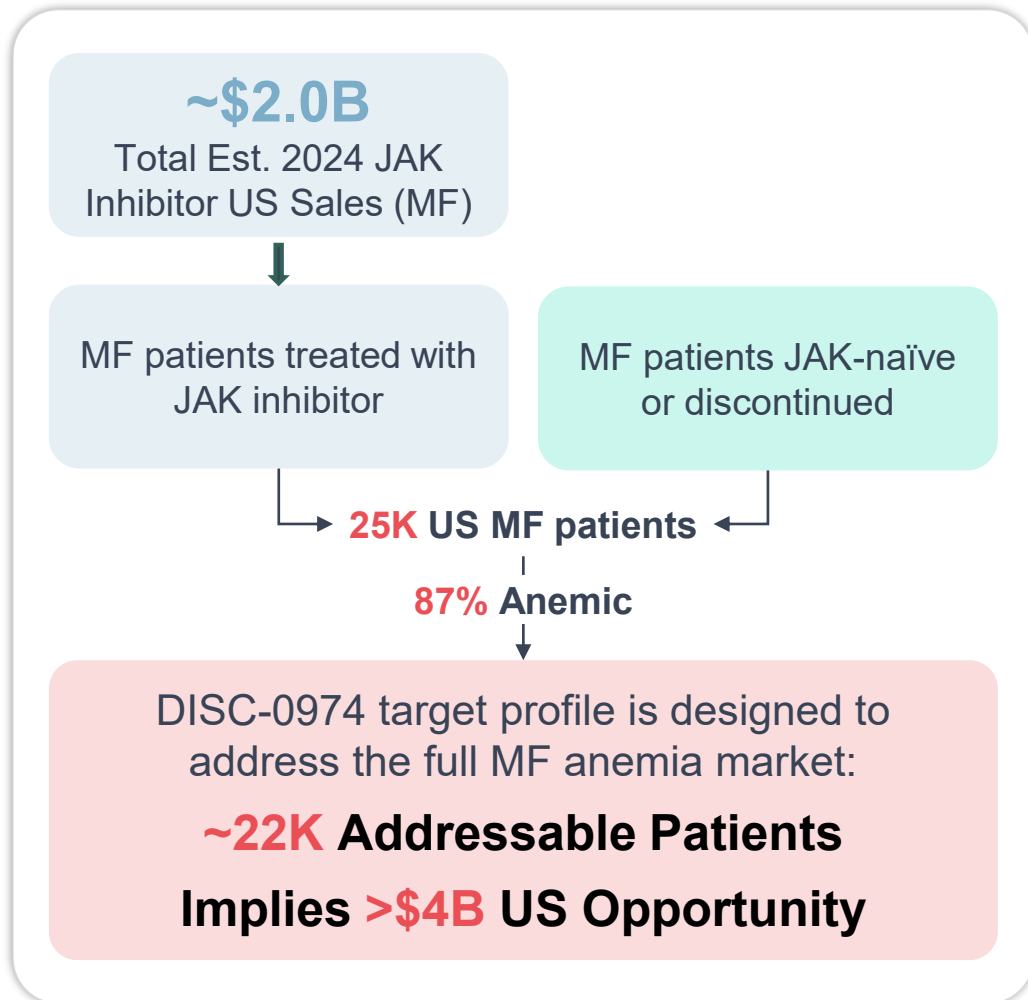 ~$2.0B
Total Est. 2024 JAK
Inhibitor US Sales (MF)
MF patients treated with
JAK inhibitor
MF patients JAK-naïve
or discontinued
25K US MF patients
87% Anemic
DISC-0974 target profile is designed to
address the full MF anemia market:
~22K Addressable Patients
Implies >$4B US Opportunity